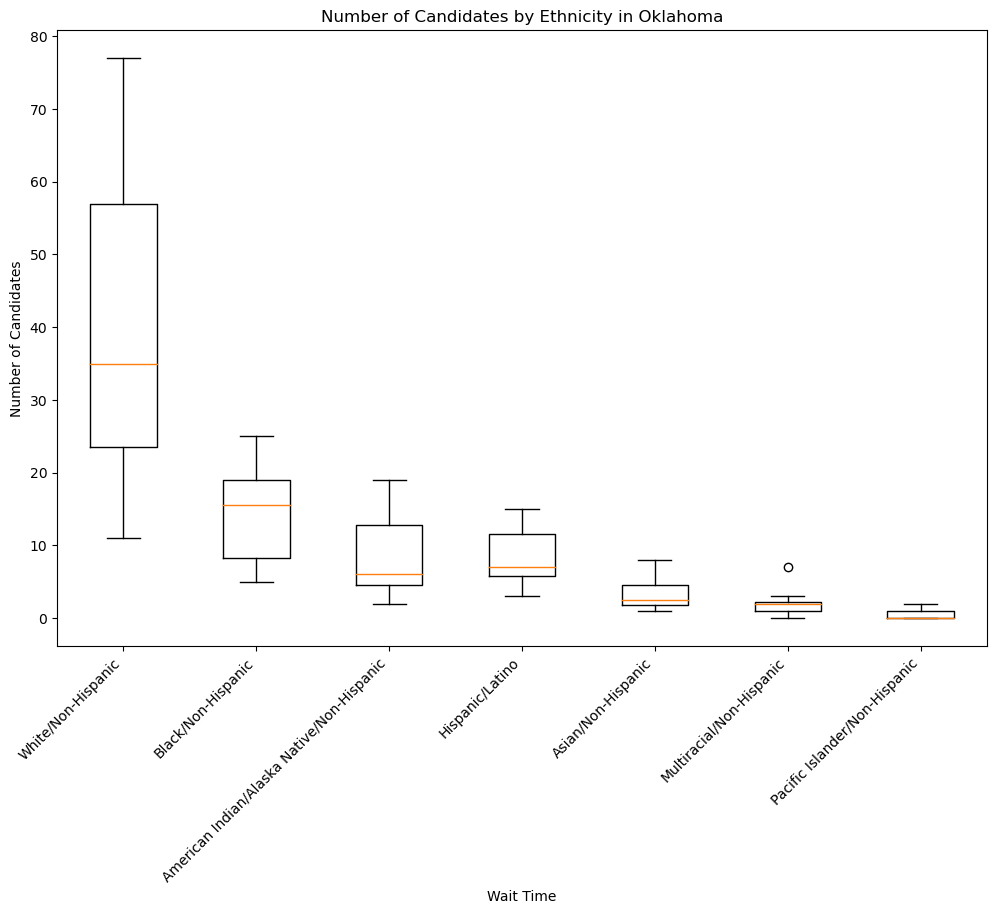 Number of Candidates by Ethnicity in Oklahoma
Number of Candidates
80
70
60
50
40
30
20
10
0
White/Non-Hispanic
Black/Non-Hispanic
American Indian/Alaska Native/Non-Hispanic
Hispanic/Latino
Asian/Non-Hispanic
Multiracial/Non-Hispanic
Pacific Islander/Non-Hispanic
Wait Time